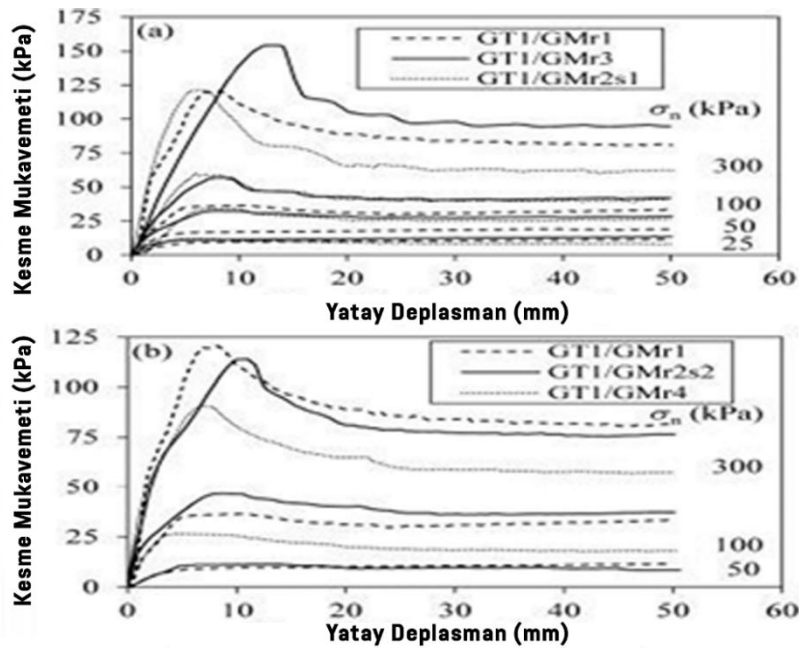 Kesme Mukavemeti (kPa)
175
150
125
100
75
50
25
0
(a)
GT1/GMr1
GT1/GMr3
GT1/GMr2s1
σn (kPa)
300
100
50
25
0
10
20
30
40
50
60
Yatay Deplasman (mm)
Kesme Mukavemeti (kPa)
125
100
75
50
25
0
(b)
GT1/GMr1
GT1/GMr2s2
GT1/GMr4
σn (kPa)
300
100
50
0
10
20
30
40
50
60
Yatay Deplasman (mm)